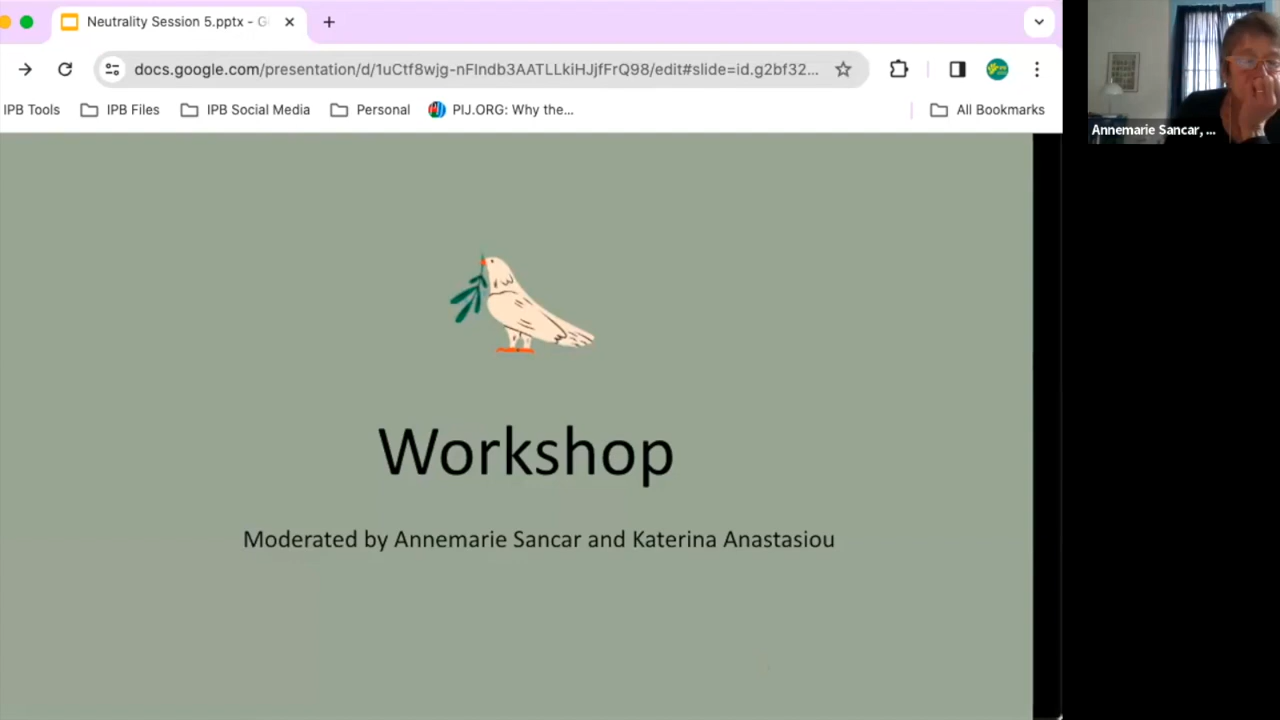 Neutrality Session 5.pptx - G
docs.google.com/presentation/d/1uCtf8wjg-nFIndb3AATLLkiHJjfFrQ98/edit#slide=id.g2bf32...
IPB Tools
IPB Files
IPB Social Media
Personal
PIJ.ORG: Why the...
All Bookmarks
Annemarie Sancar, ...
Workshop
Moderated by Annemarie Sancar and Katerina Anastasiou